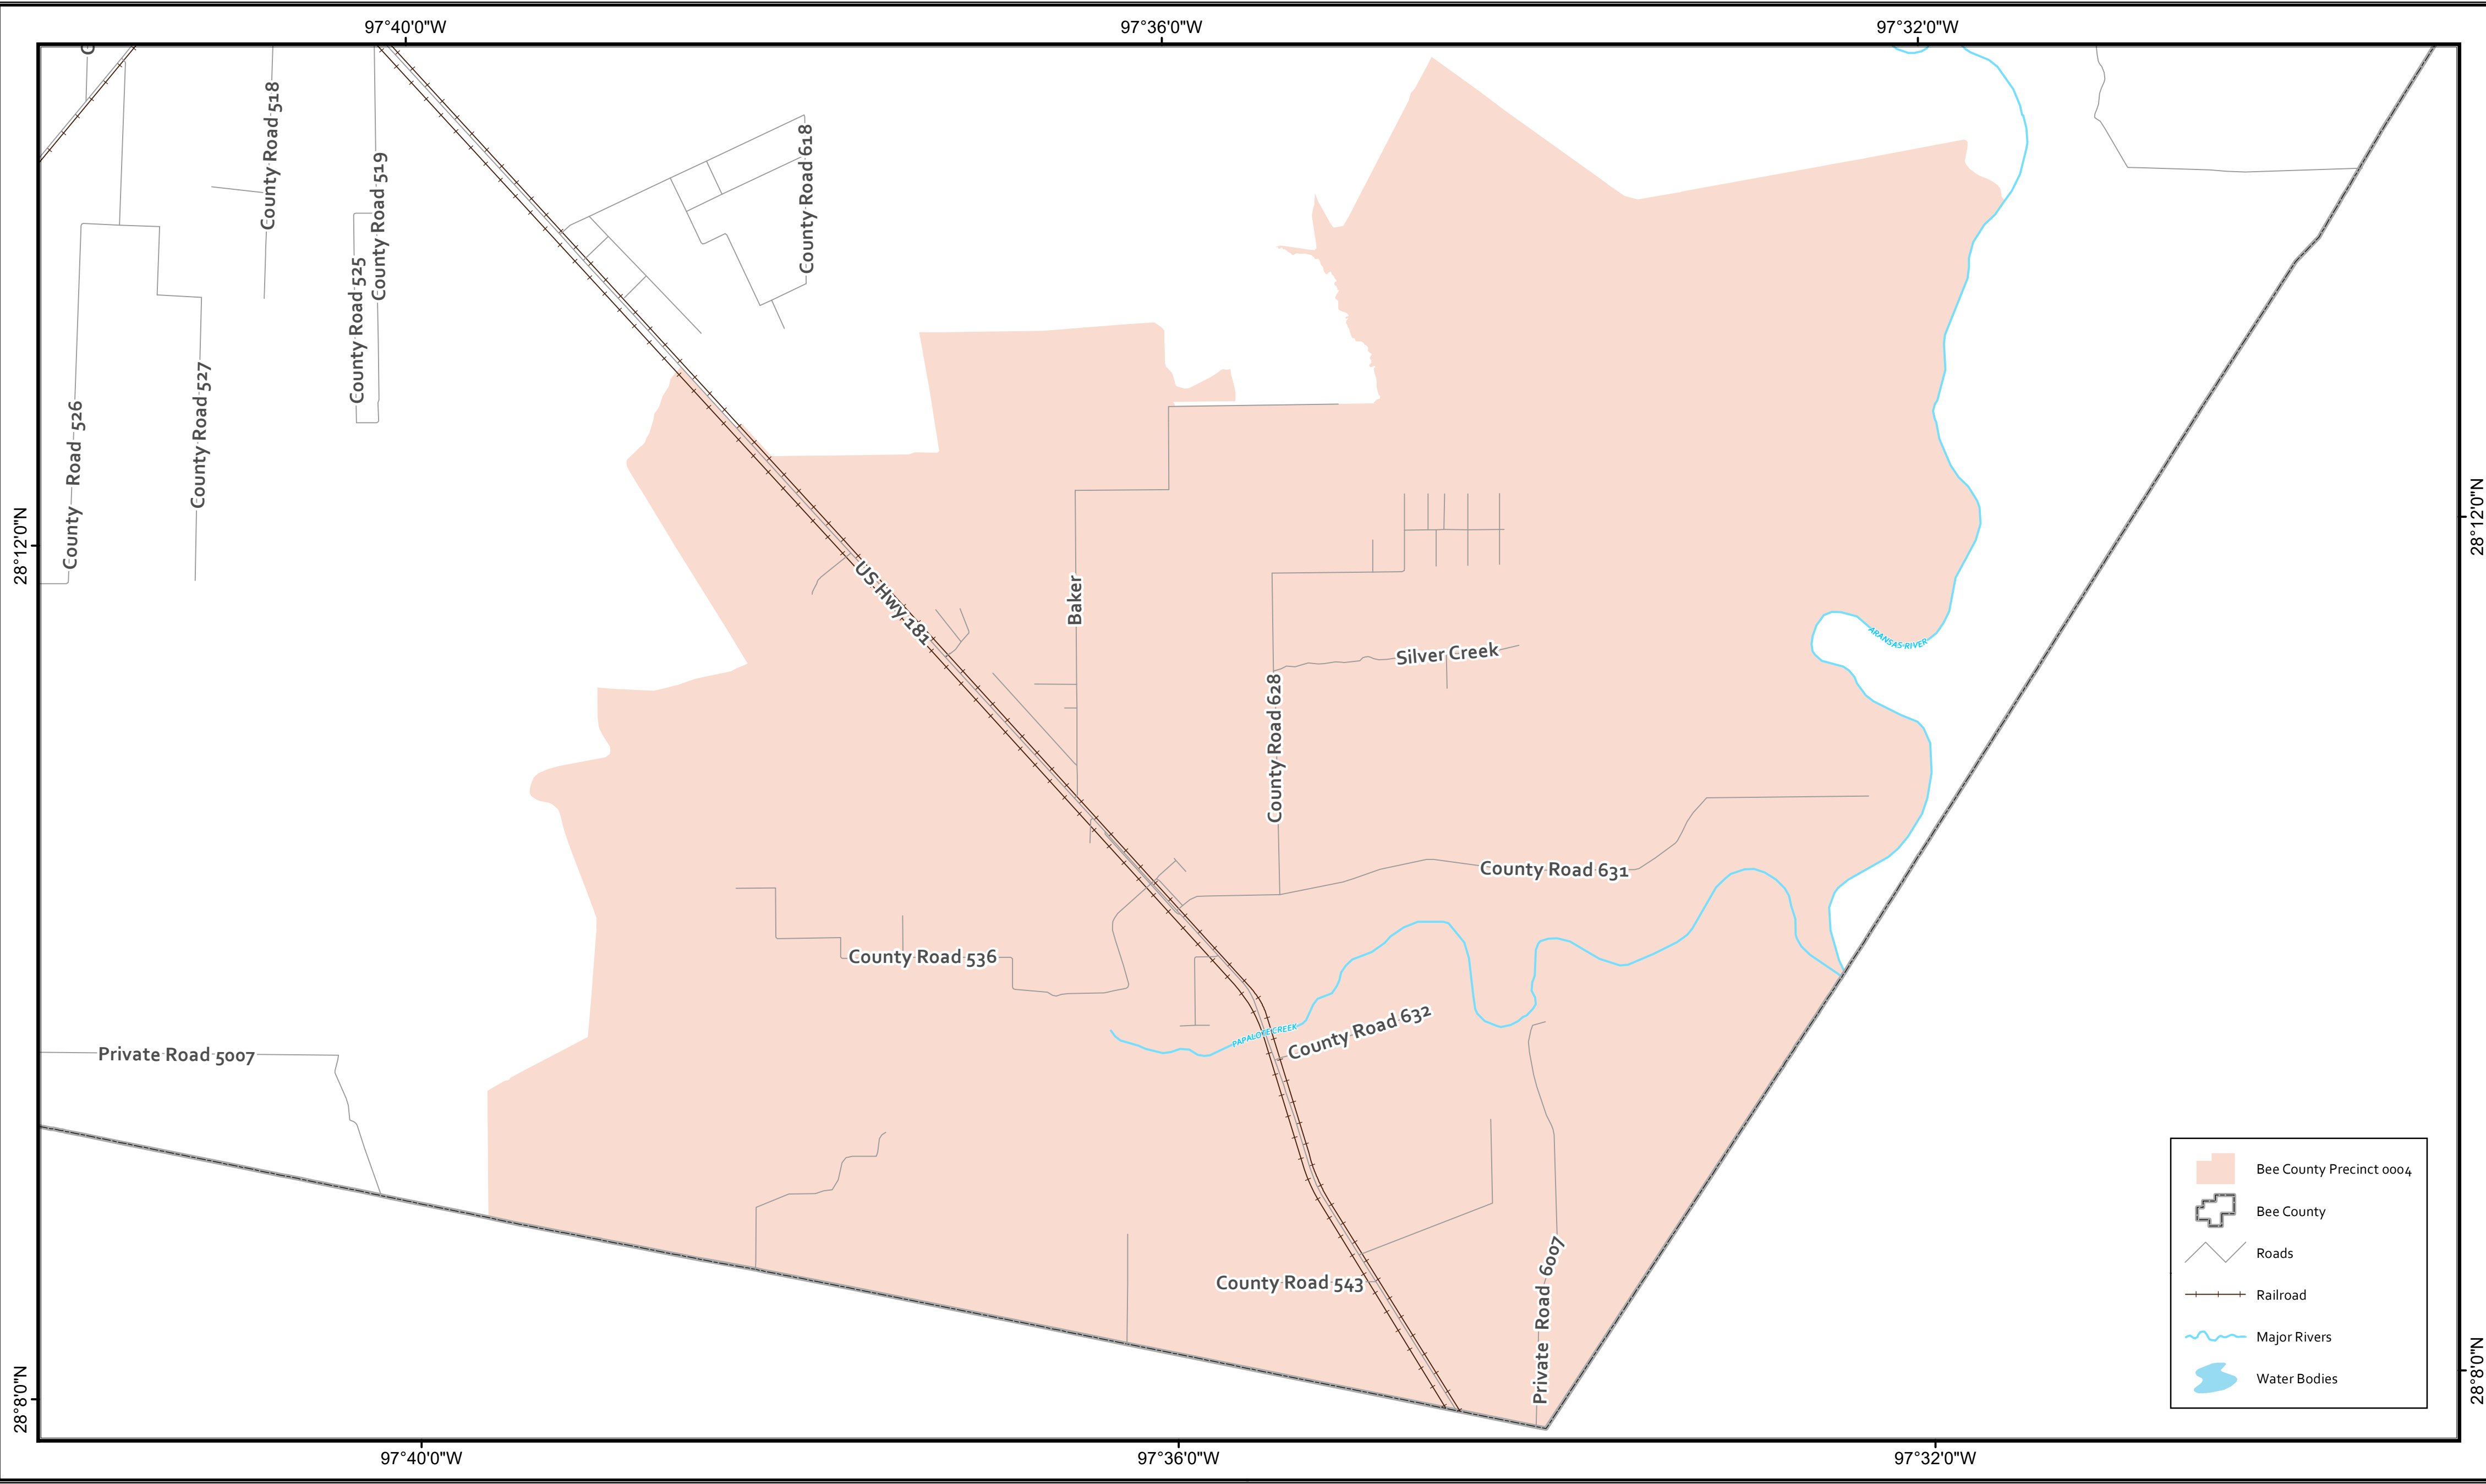 97°40'0"W
97°36'0"W
97°32'0"W
County Road 518
County Road 519
County Road 618
County Road 525
County Road 527
County Road 526
28°12'0"N
28°12'0"N
US Hwy 181
Baker
ARANSAS RIVER
Silver Creek
County Road 628
County Road 631
County Road 536
County Road 632
PAPALOTE CREEK
Private Road 5007
County Road 543
Private Road 6007
Bee County Precinct 0004
Bee County
Roads
Railroad
Major Rivers
Water Bodies
28°8'0"N
28°8'0"N
97°40'0"W
97°36'0"W
97°32'0"W